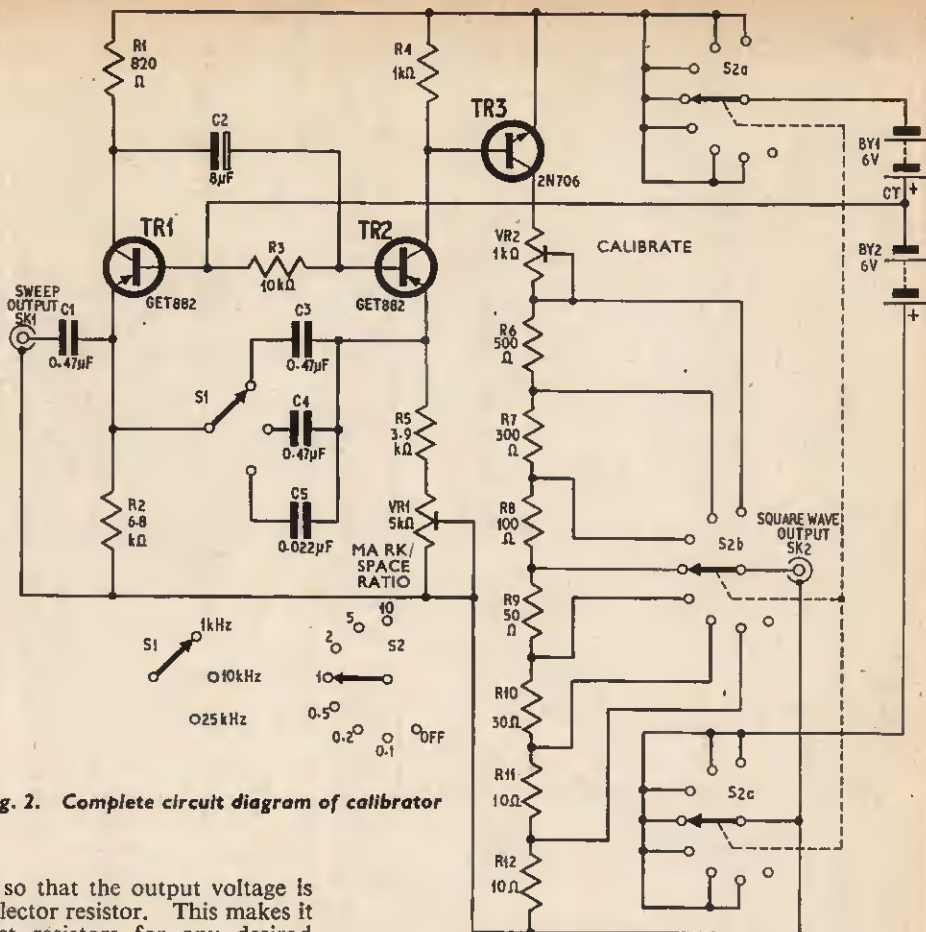 R1
820
Ω
R4
1kΩ
TR3
2N706
S2a
C2
8µF
BY1
6V
CT
+
BY2
6V
+
TR1
GET882
R3
10kΩ
TR2
GET882
VR2
1kΩ
CALIBRATE
SWEEP
OUTPUT
SK1
C1
0·47µF
C3
0·47µF
S1
C4
0·47µF
C5
0·022µF
R5
3·9
kΩ
R2
6·8
kΩ
VR1
5kΩ
MARK/
SPACE
RATIO
R6
500
Ω
R7
300
Ω
R8
100
Ω
R9
50
Ω
R10
30Ω
R11
10Ω
R12
10Ω
S2b
SQUARE WAVE
OUTPUT
SK2
S2c
S1
1kHz
10kHz
25kHz
10
5
2
1
0·5
0·2
0·1
OFF
S2
g. 2. Complete circuit diagram of calibrator
so that the output voltage is
llector resistor. This makes it
resistors for any desired